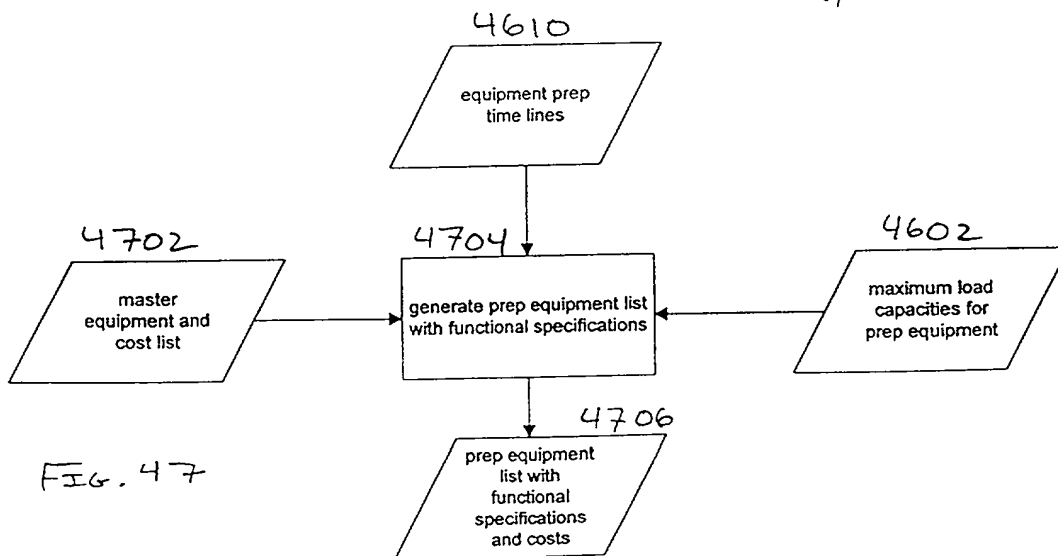 4610
equipment prep
time lines
4702
master
equipment and
cost list
4704
generate prep equipment list
with functional specifications
4602
maximum load
capacities for
prep equipment
4706
prep equipment
list with
functional
specifications
and costs
FIG. 47